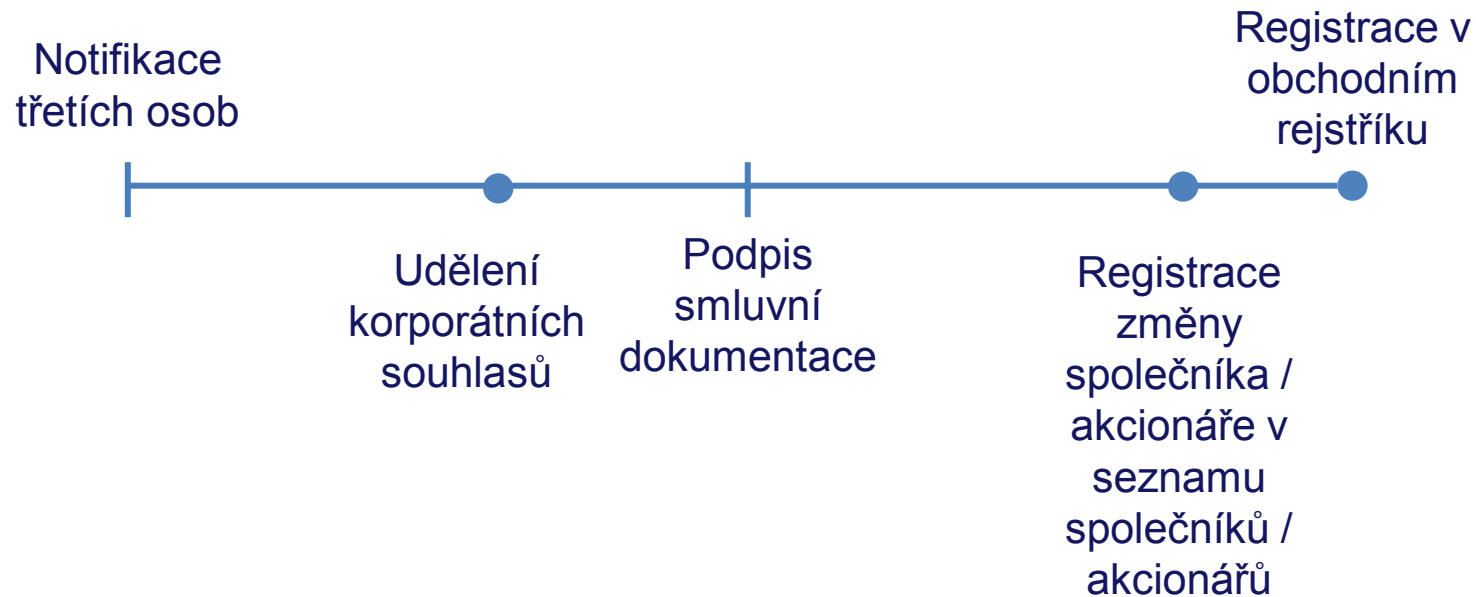 Notifikace
třetích osob
Udělení
korporátních
souhlasů
Podpis
smluvní
dokumentace
Registrace
změny
společníka /
akcionáře v
seznamu
společníků /
akcionářů
Registrace v
obchodním
rejstříku